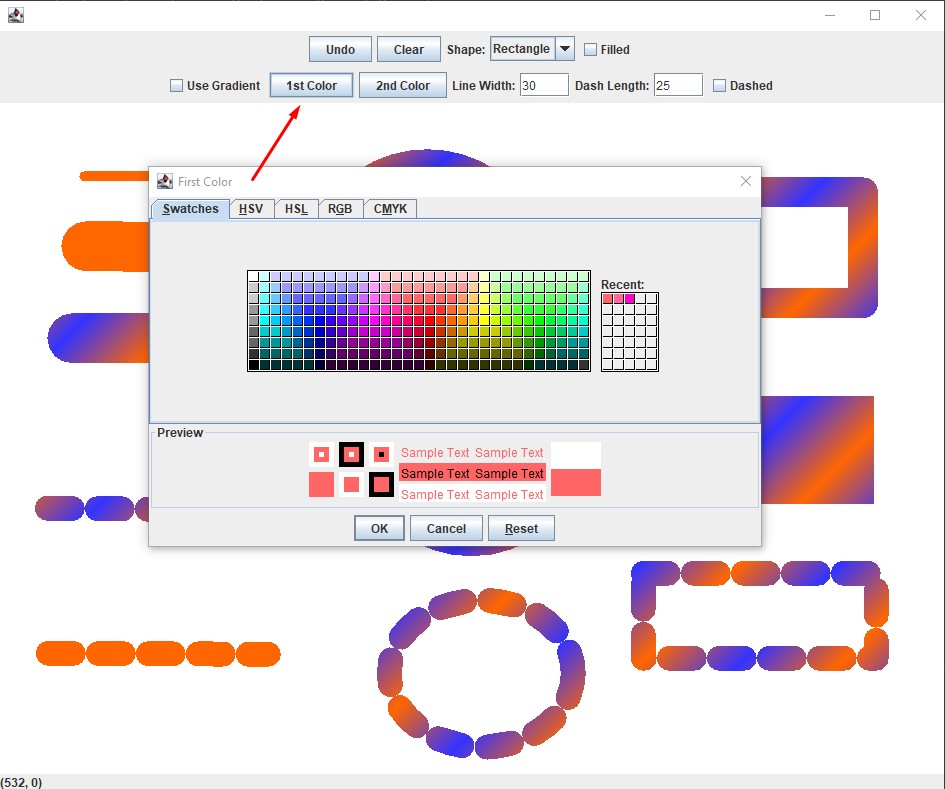 Undo Clear Shape: Rectangle Filled
Use Gradient 1st Color 2nd Color Line Width: 30 Dash Length: 25 Dashed
First Color
Swatches HSV HSL RGB CMYK
Recent:
Preview
Sample Text Sample Text
Sample Text Sample Text
Sample Text Sample Text
OK Cancel Reset
(532, 0)